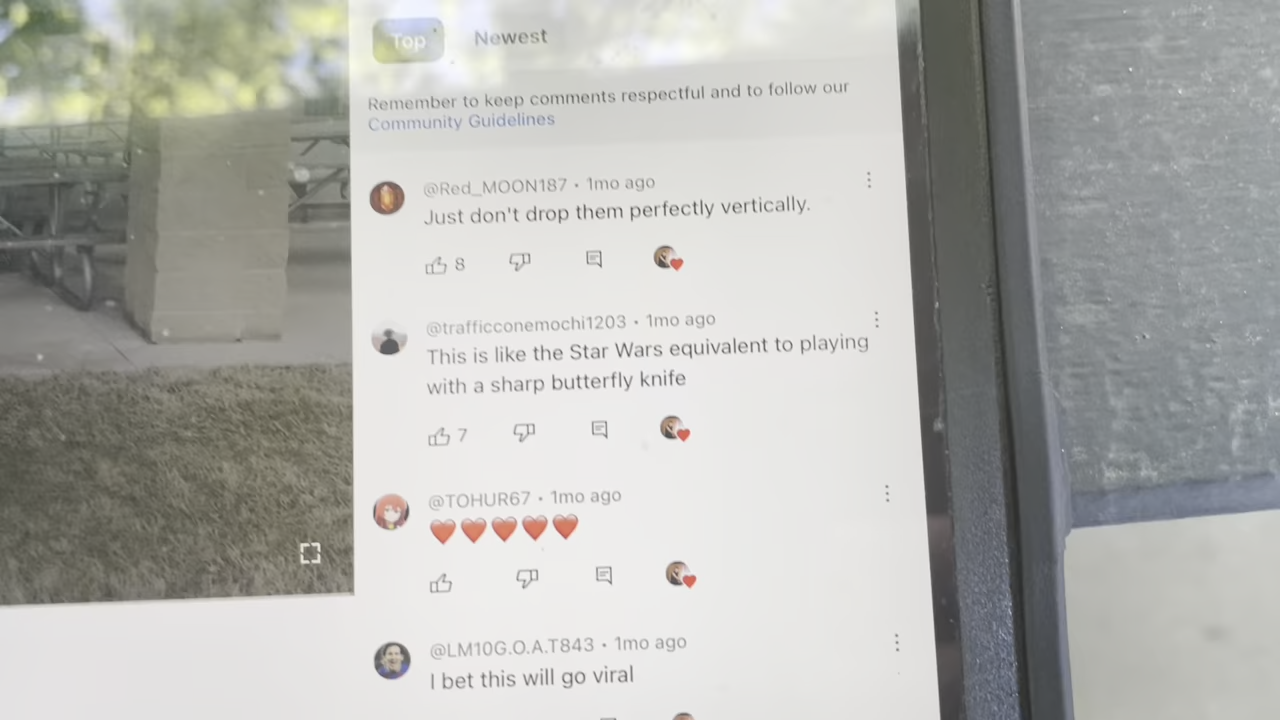 Top Newest
Remember to keep comments respectful and to follow our
Community Guidelines
@Red_MOON187 • 1mo ago
Just don't drop them perfectly vertically.
8
@trafficconemochi1203 • 1mo ago
This is like the Star Wars equivalent to playing
with a sharp butterfly knife
7
@TOHUR67 • 1mo ago
❤️❤️❤️❤️❤️
@LM10G.O.A.T843 • 1mo ago
I bet this will go viral